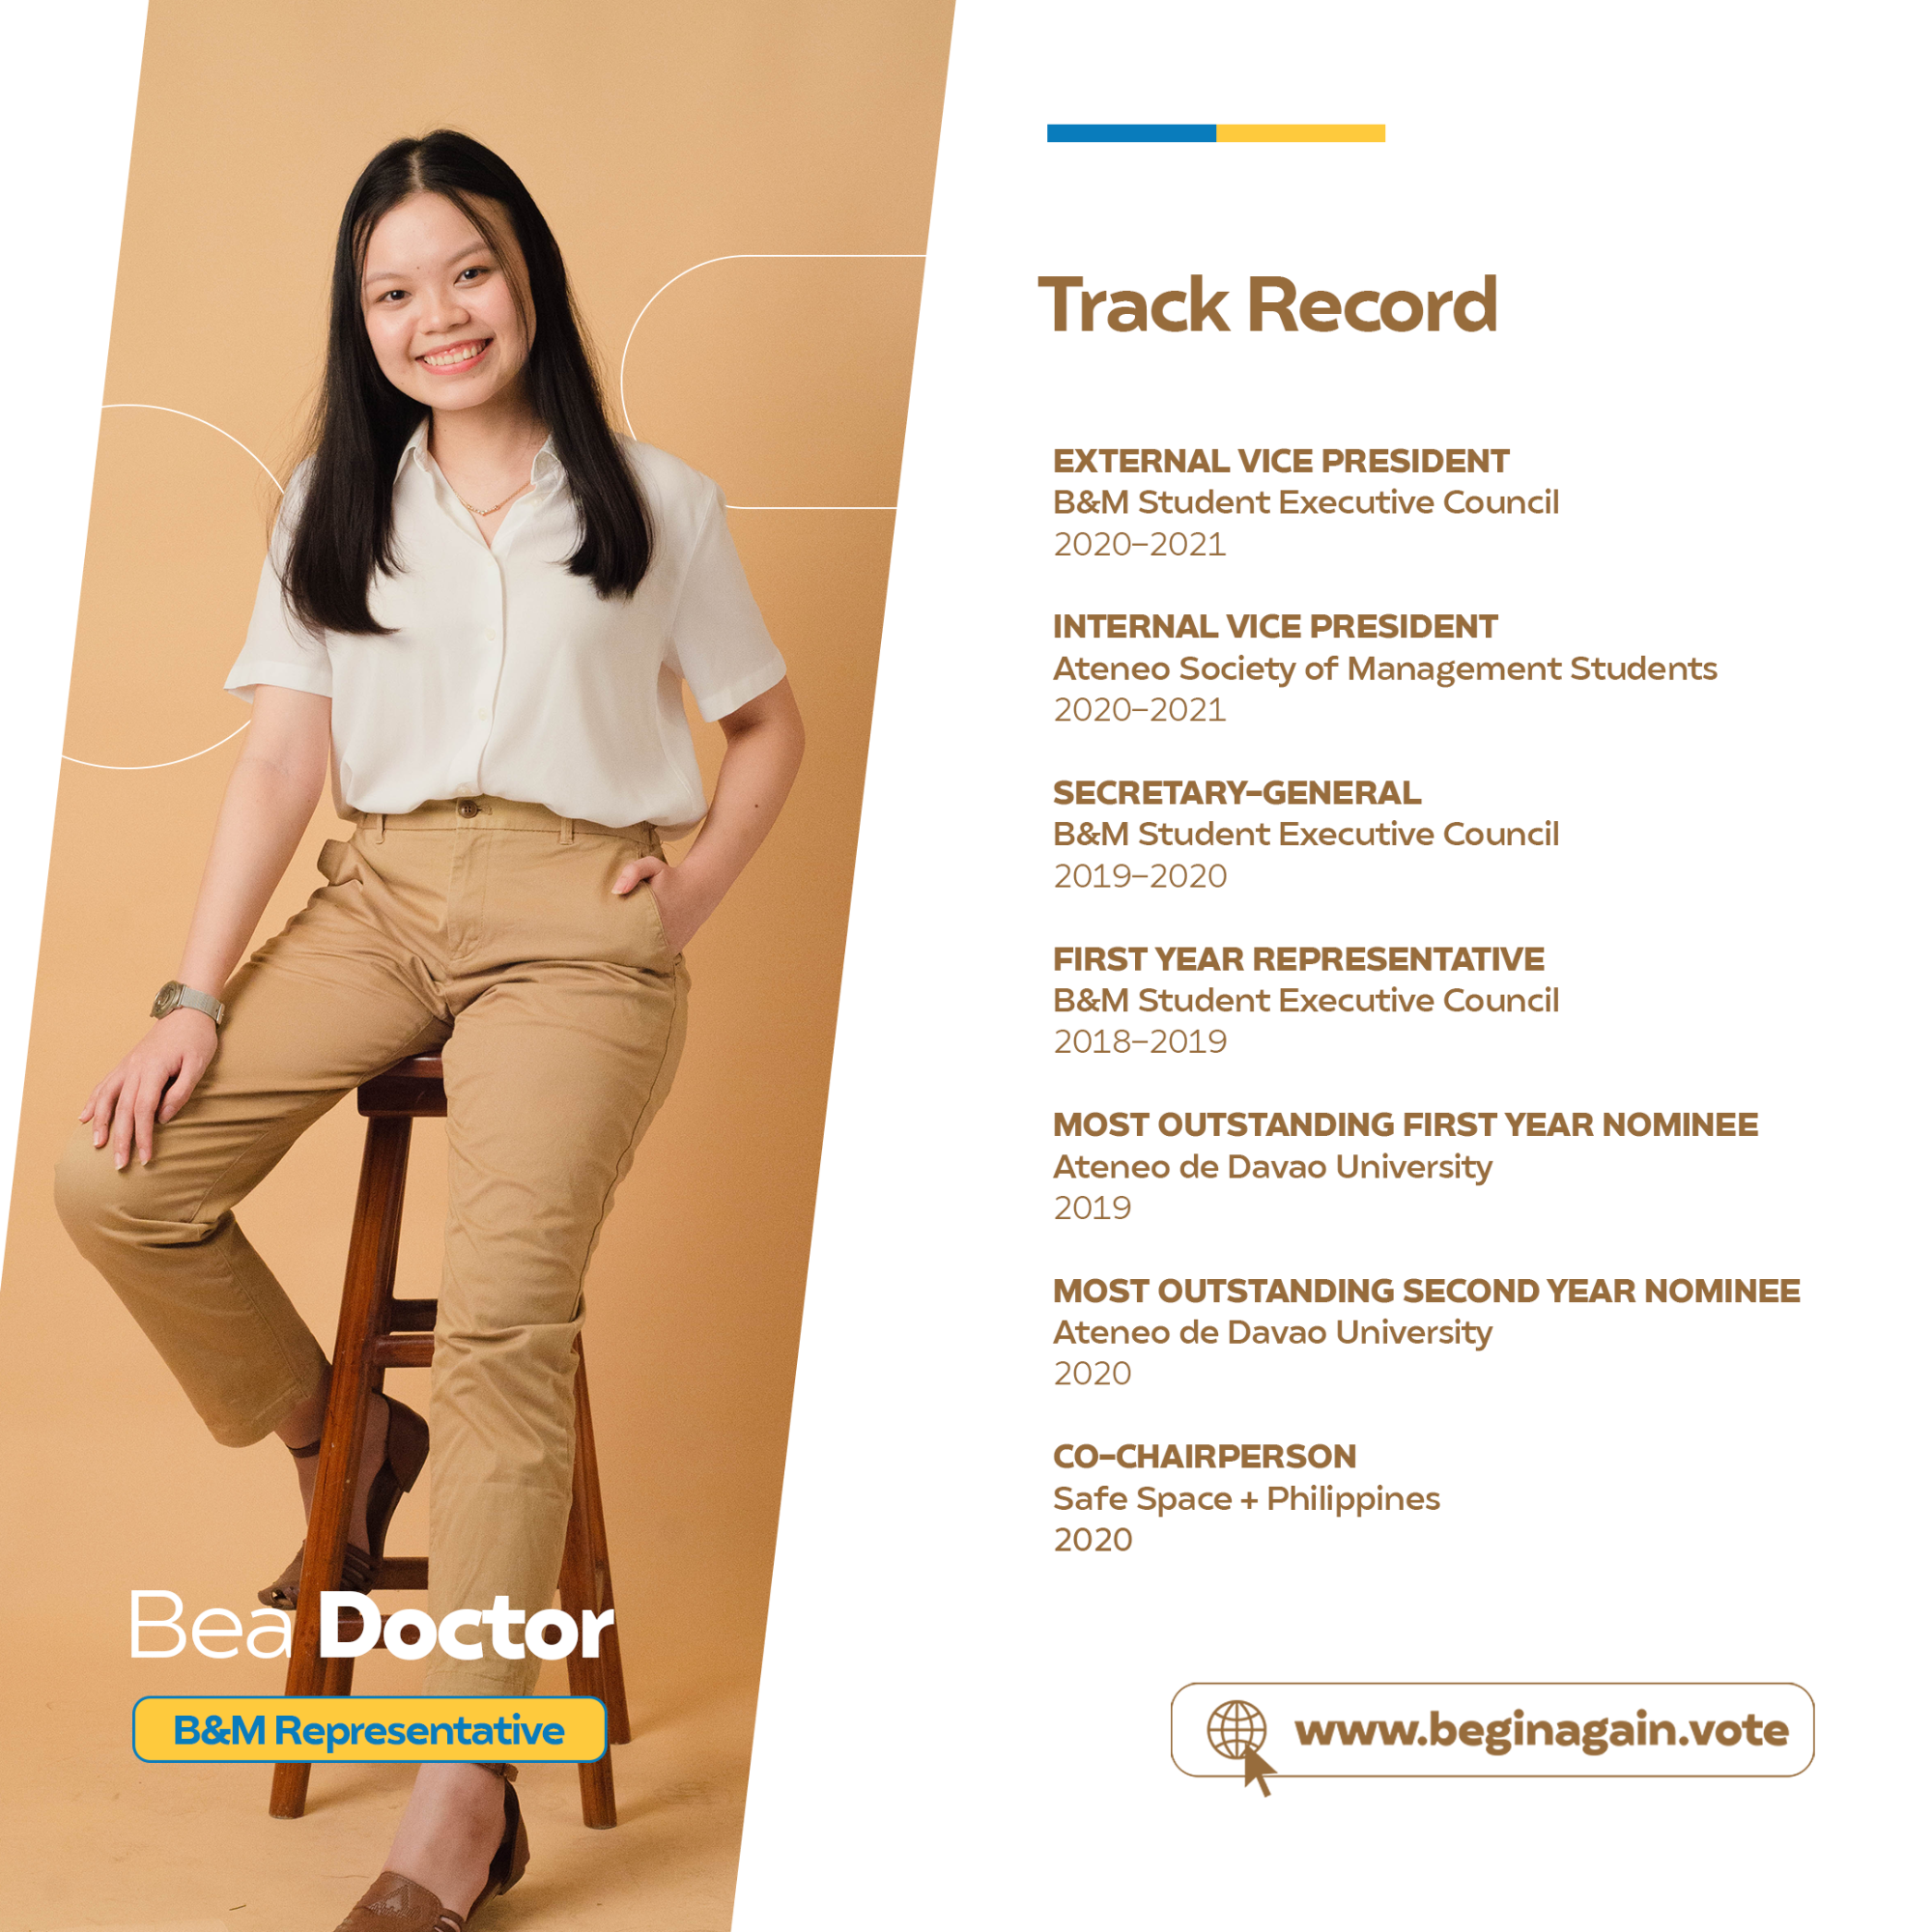 Track Record
EXTERNAL VICE PRESIDENT
B&M Student Executive Council
2020–2021
INTERNAL VICE PRESIDENT
Ateneo Society of Management Students
2020–2021
SECRETARY-GENERAL
B&M Student Executive Council
2019–2020
FIRST YEAR REPRESENTATIVE
B&M Student Executive Council
2018–2019
MOST OUTSTANDING FIRST YEAR NOMINEE
Ateneo de Davao University
2019
MOST OUTSTANDING SECOND YEAR NOMINEE
Ateneo de Davao University
2020
CO-CHAIRPERSON
Safe Space + Philippines
2020
Bea Doctor
B&M Representative
www.beginagain.vote